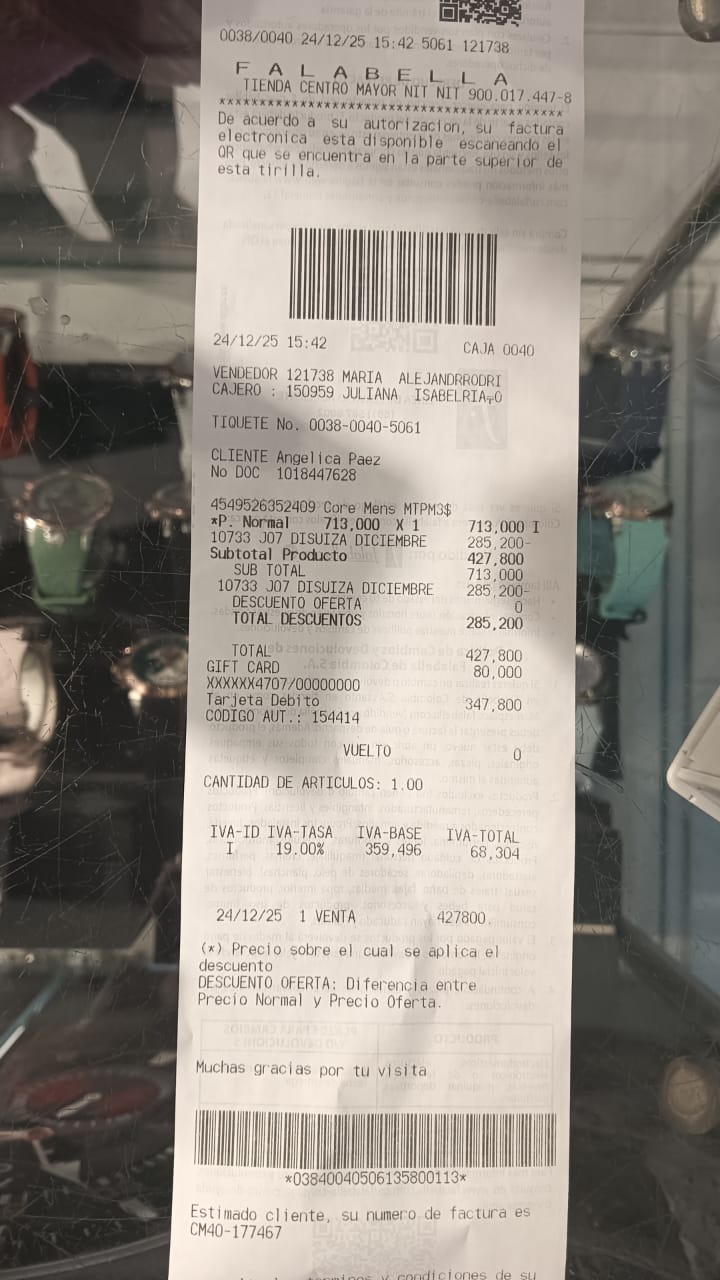 0038/0040 24/12/25 15:42 5061 121738
F A L A B E L L A
TIENDA CENTRO MAYOR NIT NIT 900.017.447-8
******************************************
De acuerdo a su autorizacion, su factura
electronica esta disponible escaneando el
QR que se encuentra en la parte superior de
esta tirilla.
24/12/25 15:42 CAJA 0040
VENDEDOR 121738 MARIA ALEJANDRRODRI
CAJERO : 150959 JULIANA
TIQUETE No. 0038-0040-5061
CLIENTE Angelica Paez
No DOC 1018447628
4549526352409 Core Mens MTPM3$
*P. Normal 713,000 X 1 713,000 I
10733 J07 DISUIZA DICIEMBRE 285,200-
Subtotal Producto 427,800
SUB TOTAL 713,000
10733 J07 DISUIZA DICIEMBRE 285,200-
DESCUENTO OFERTA 0
TOTAL DESCUENTOS 285,200
TOTAL 427,800
GIFT CARD 80,000
XXXXXX4707/00000000
Tarjeta Debito 347,800
CODIGO AUT.: 154414
VUELTO 0
CANTIDAD DE ARTICULOS: 1.00
IVA-ID IVA-TASA IVA-BASE IVA-TOTAL
I 19.00% 359,496 68,304
24/12/25 1 VENTA 427800.
(*) Precio sobre el cual se aplica el
descuento
DESCUENTO OFERTA: Diferencia entre
Precio Normal y Precio Oferta.
Muchas gracias por tu visita
*03840040506135800113*
Estimado cliente, su numero de factura es
CM40-177467
terminos y condiciones de su